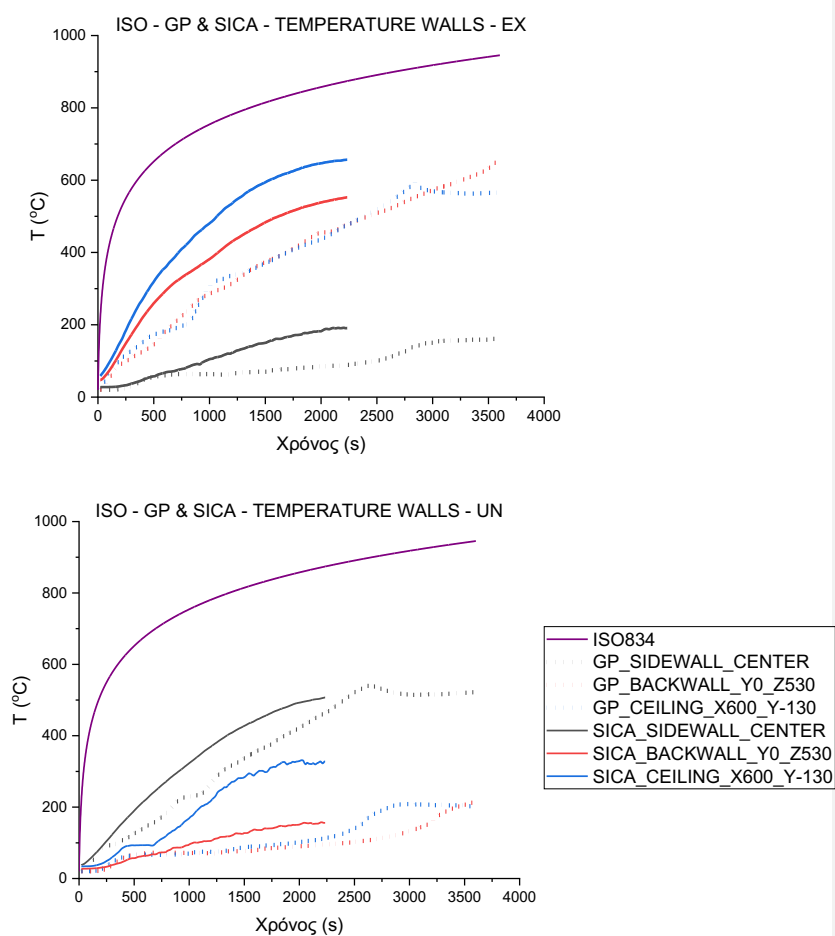 ISO - GP & SICA - TEMPERATURE WALLS - EX
1000
800
600
400
200
0
T (°C)
0 500 1000 1500 2000 2500 3000 3500 4000
Χρόνος (s)
ISO - GP & SICA - TEMPERATURE WALLS - UN
1000
800
600
400
200
0
T (°C)
0 500 1000 1500 2000 2500 3000 3500 4000
Χρόνος (s)
ISO834
GP_SIDEWALL_CENTER
GP_BACKWALL_Y0_Z530
GP_CEILING_X600_Y-130
SICA_SIDEWALL_CENTER
SICA_BACKWALL_Y0_Z530
SICA_CEILING_X600_Y-130